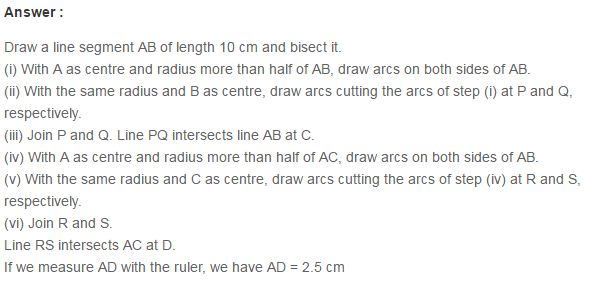 Answer :
Draw a line segment AB of length 10 cm and bisect it.
(i) With A as centre and radius more than half of AB, draw arcs on both sides of AB.
(ii) With the same radius and B as centre, draw arcs cutting the arcs of step (i) at P and Q,
respectively.
(iii) Join P and Q. Line PQ intersects line AB at C.
(iv) With A as centre and radius more than half of AC, draw arcs on both sides of AB.
(v) With the same radius and C as centre, draw arcs cutting the arcs of step (iv) at R and S,
respectively.
(vi) Join R and S.
Line RS intersects AC at D.
If we measure AD with the ruler, we have AD = 2.5 cm